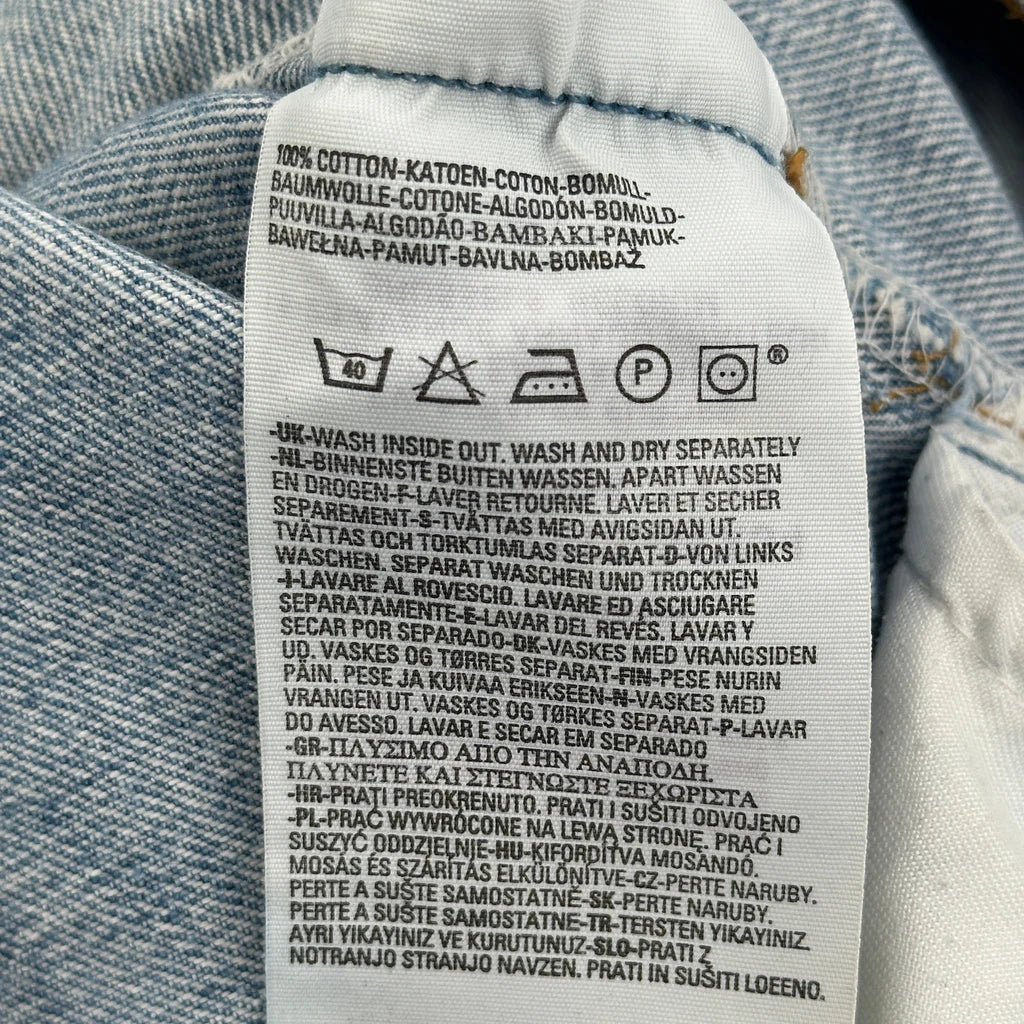 100% COTTON-KATOEN-COTON-BOMULL-
BAUMWOLLE-COTONE-ALGODÓN-BOMULD-
PUUVILLA-ALGODÃO-BAMBAKI-PAMUK-
BAWEŁNA-PAMUT-BAVLNA-BOMBAŽ
40 P ®
-UK-WASH INSIDE OUT. WASH AND DRY SEPARATELY
-NL-BINNENSTE BUITEN WASSEN. APART WASSEN
EN DROGEN-F-LAVER RETOURNE. LAVER ET SECHER
SEPAREMENT-S-TVÄTTAS MED AVIGSIDAN UT.
TVÄTTAS OCH TORKTUMLAS SEPARAT-D-VON LINKS
WASCHEN. SEPARAT WASCHEN UND TROCKNEN
-I-LAVARE AL ROVESCIO. LAVARE ED ASCIUGARE
SEPARATAMENTE-E-LAVAR DEL REVÉS. LAVAR Y
SECAR POR SEPARADO-DK-VASKES MED VRANGSIDEN
UD. VASKES OG TØRRES SEPARAT-FIN-PESE NURIN
PÄIN. PESE JA KUIVAA ERIKSEEN-N-VASKES MED
VRANGEN UT. VASKES OG TØRKES SEPARAT-P-LAVAR
DO AVESSO. LAVAR E SECAR EM SEPARADO
-GR-ΠΛΥΣΙΜΟ ΑΠΟ ΤΗΝ ΑΝΑΠΟΔΗ.
ΠΛΥΝΕΤΕ ΚΑΙ ΣΤΕΓΝΩΣΤΕ ΞΕΧΩΡΙΣΤΑ
-HR-PRATI PREOKRENUTO. PRATI I SUŠITI ODVOJENO
-PL-PRAĆ WYWRÓCONE NA LEWĄ STRONĘ. PRAĆ I
SUSZYĆ ODDZIELNIE-HU-KIFORDÍTVA MOSANDÓ.
MOSÁS ÉS SZÁRÍTÁS ELKÜLÖNÍTVE-CZ-PERTE NARUBY.
PERTE A SUŠTE SAMOSTATNĚ-SK-PERTE NARUBY.
PERTE A SUŠTE SAMOSTATNE-TR-TERSTEN YIKAYINIZ
AYRI YIKAYINIZ VE KURUTUNUZ-SLO-PRATI Z
NOTRANJO STRANJO NAVZEN. PRATI IN SUŠITI LOEENO.